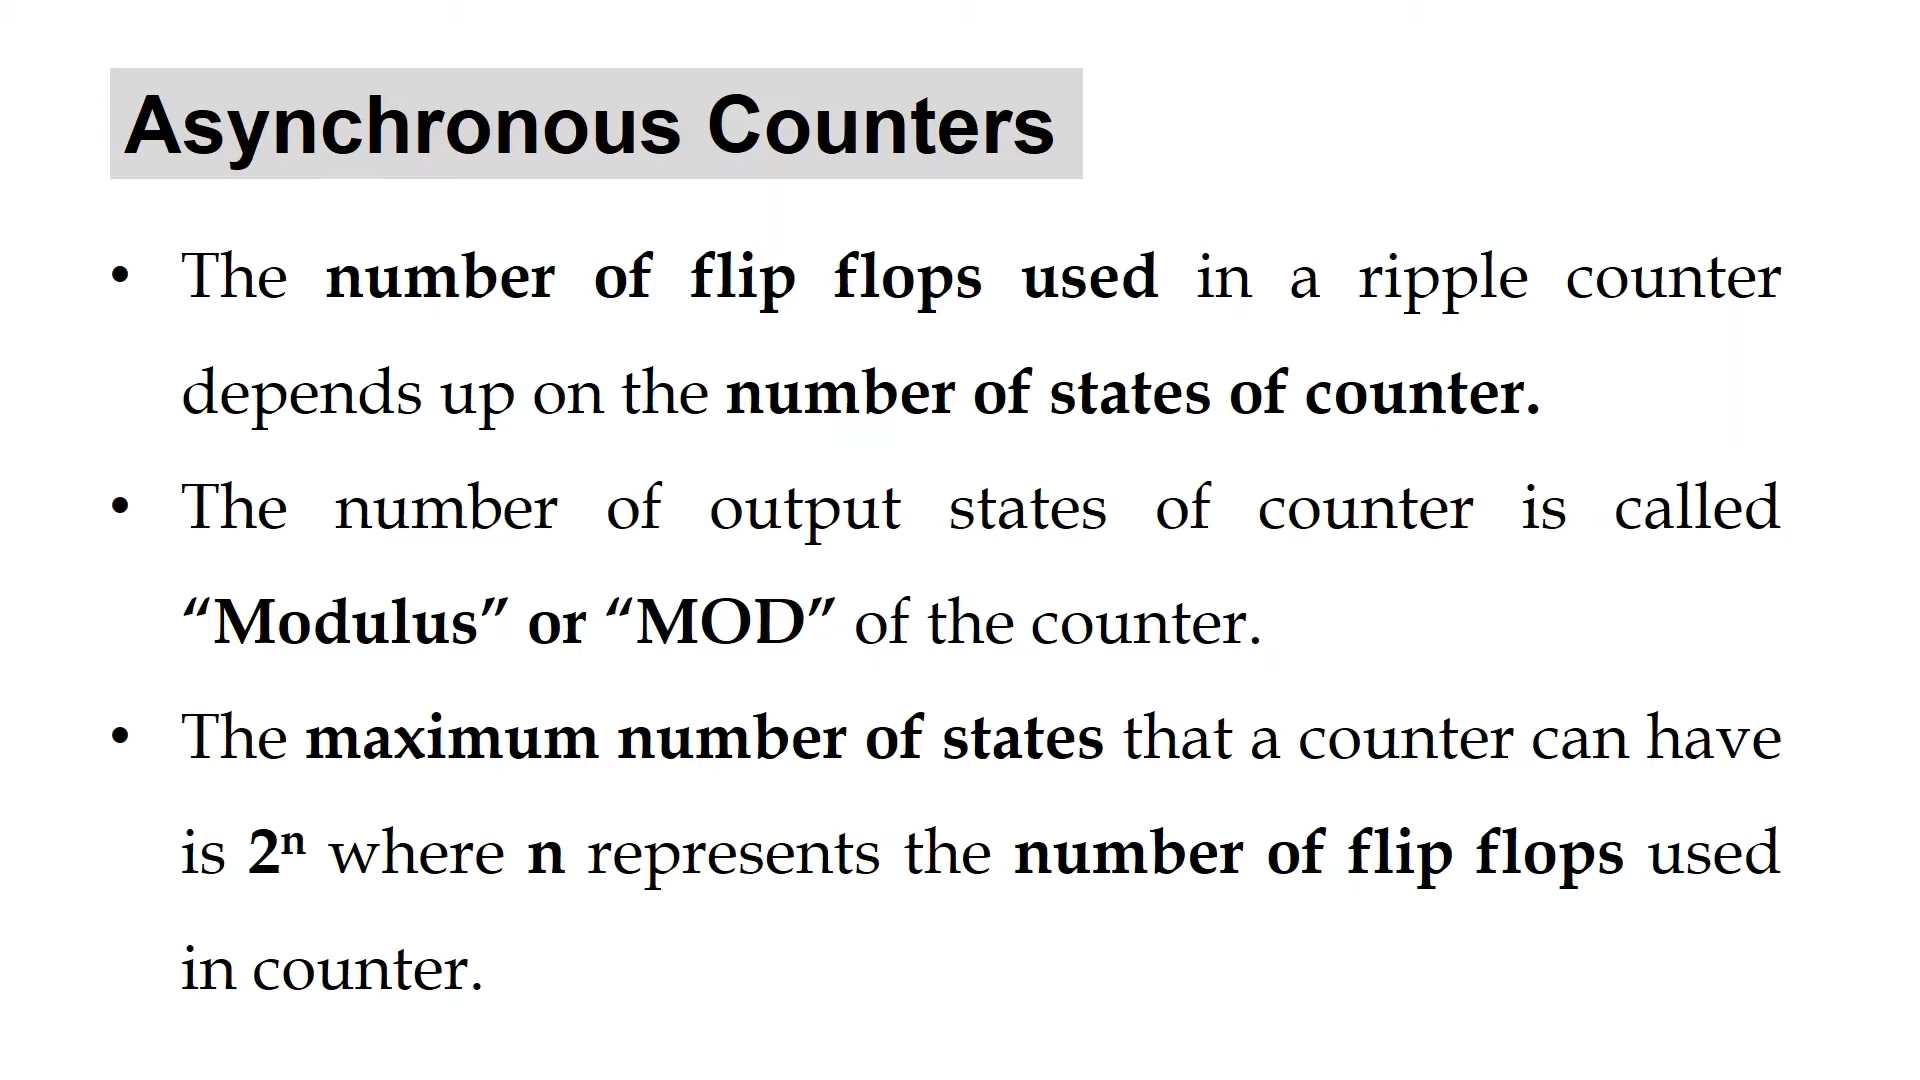 Asynchronous Counters
• The number of flip flops used in a ripple counter
depends up on the number of states of counter.
• The number of output states of counter is called
“Modulus” or “MOD” of the counter.
• The maximum number of states that a counter can have
is 2ⁿ where n represents the number of flip flops used
in counter.